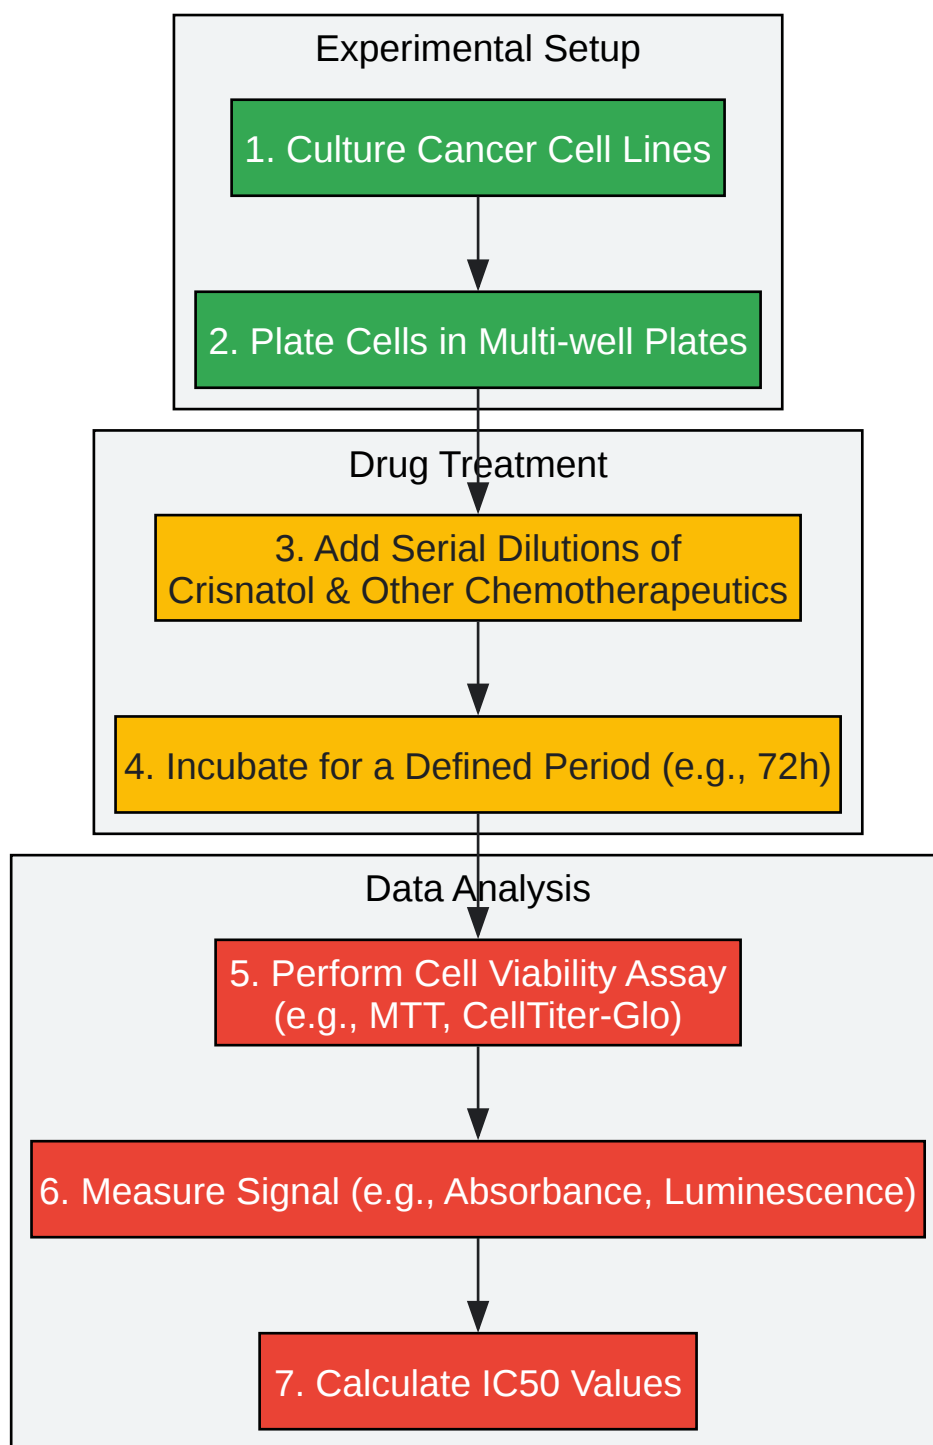 Experimental Setup
1. Culture Cancer Cell Lines
2. Plate Cells in Multi-well Plates
Drug Treatment
3. Add Serial Dilutions of
Crisnatol & Other Chemotherapeutics
4. Incubate for a Defined Period (e.g., 72h)
Data Analysis
5. Perform Cell Viability Assay
(e.g., MTT, CellTiter-Glo)
6. Measure Signal (e.g., Absorbance, Luminescence)
7. Calculate IC50 Values